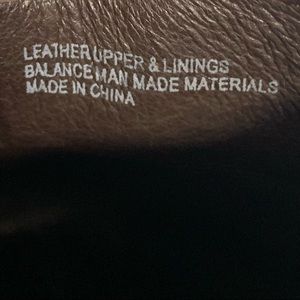 LEATHER UPPER & LININGS
BALANCE MAN MADE MATERIALS
MADE IN CHINA